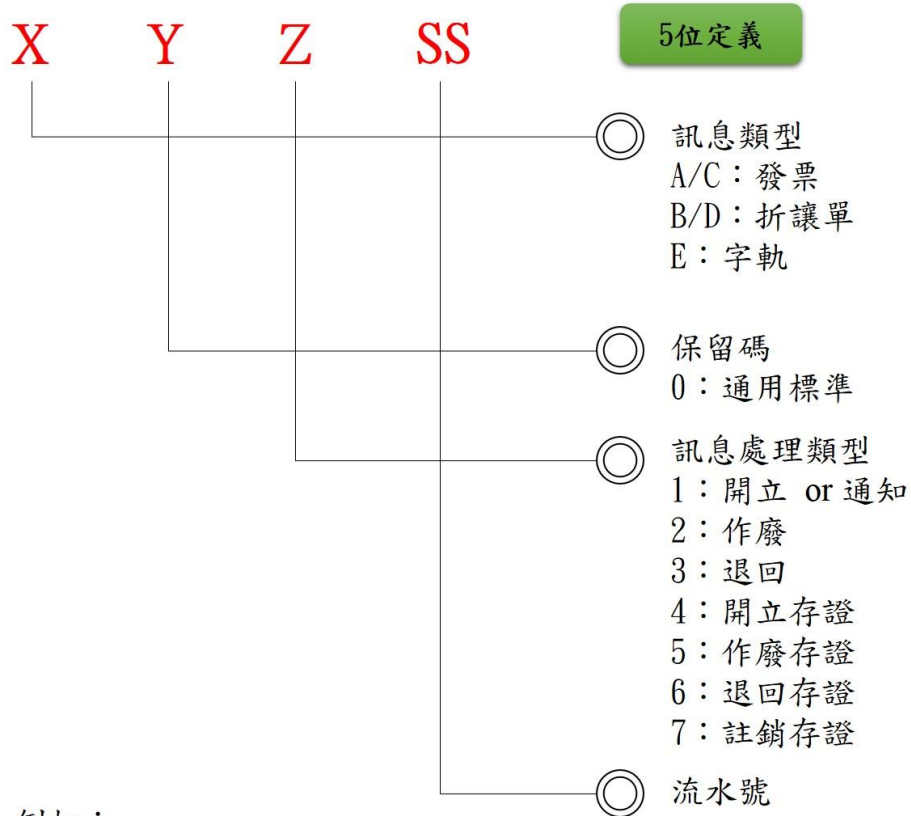 X Y Z SS
5位定義
訊息類型
A/C：發票
B/D：折讓單
E：字軌
保留碼
0：通用標準
訊息處理類型
1：開立 or 通知
2：作廢
3：退回
4：開立存證
5：作廢存證
6：退回存證
7：註銷存證
流水號